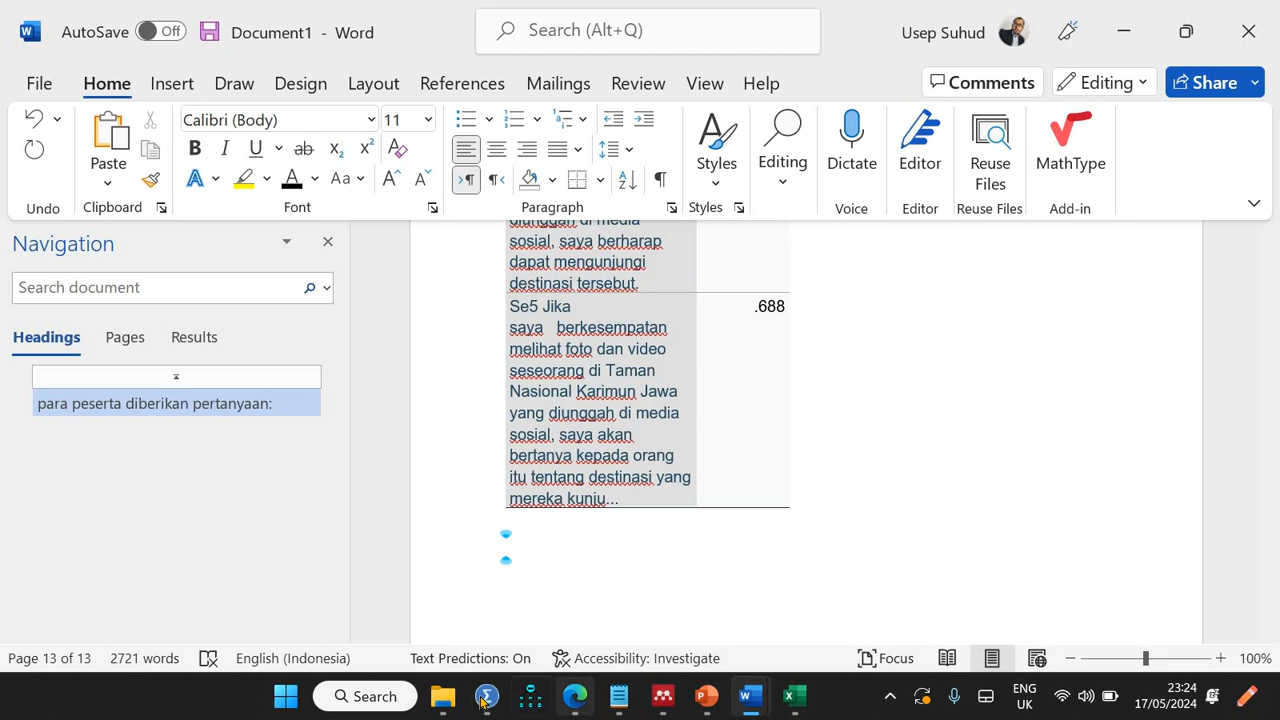 AutoSave Off Document1 - Word Search (Alt+Q) Usep Suhud
File Home Insert Draw Design Layout References Mailings Review View Help Comments Editing Share
Calibri (Body) 11
Paste Styles Editing Dictate Editor Reuse Files MathType
Undo Clipboard Font Paragraph Styles Voice Editor Reuse Files Add-in
Navigation
Search document
Headings Pages Results
para peserta diberikan pertanyaan:
diunggah di media
sosial, saya berharap
dapat mengunjungi
destinasi tersebut.
Se5 Jika .688
saya berkesempatan
melihat foto dan video
seseorang di Taman
Nasional Karimun Jawa
yang diunggah di media
sosial, saya akan
bertanya kepada orang
itu tentang destinasi yang
mereka kunju...
Page 13 of 13 2721 words English (Indonesia) Text Predictions: On Accessibility: Investigate Focus 100%
Search ENG UK 23:24 17/05/2024